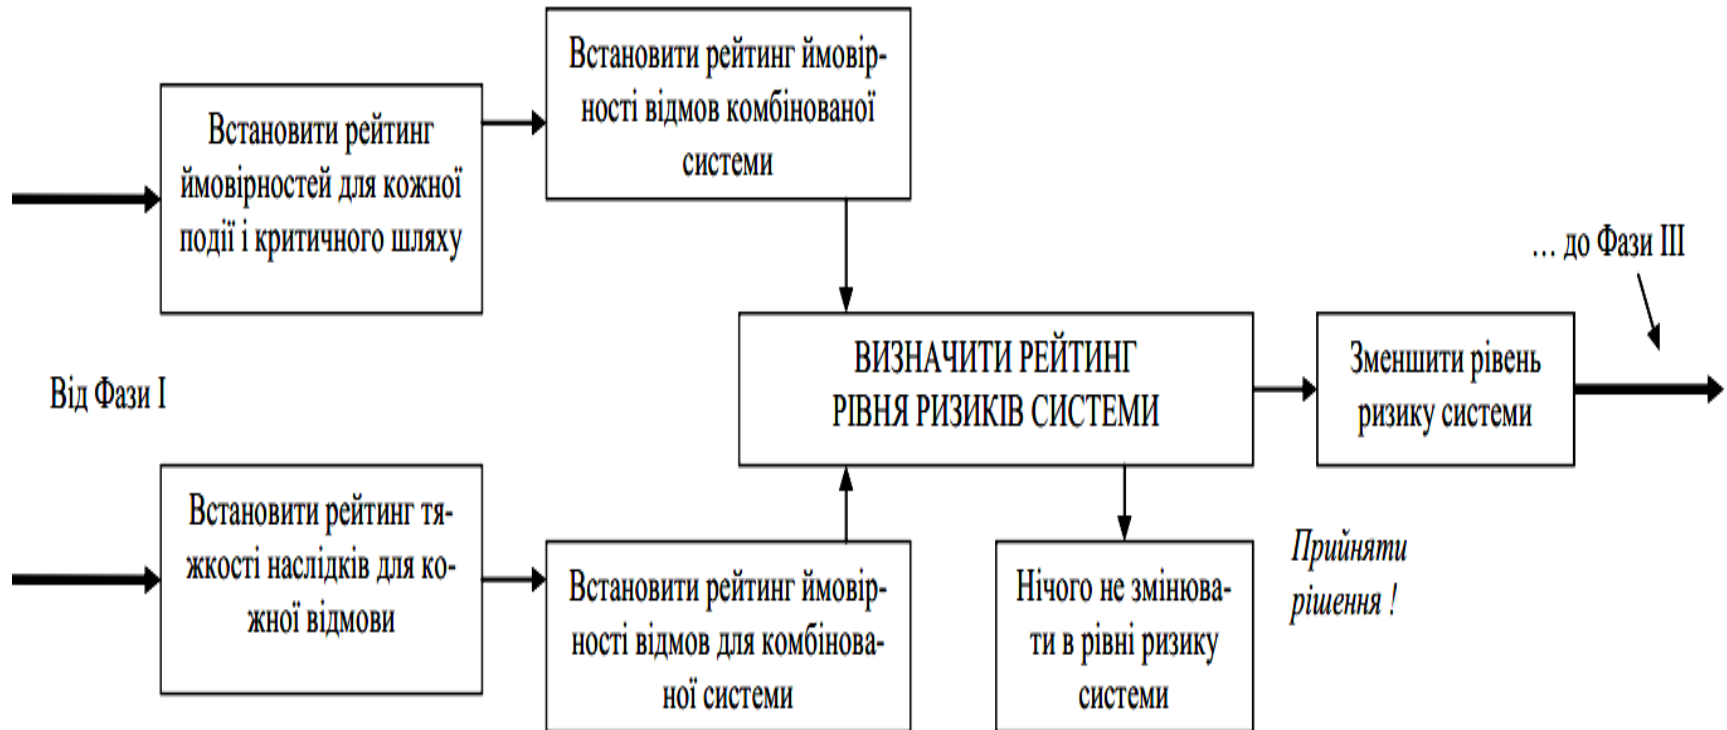 Встановити рейтинг ймовір-
ності відмов комбінованої
системи
Встановити рейтинг
ймовірностей для кожної
події і критичного шляху
... до Фази III
ВИЗНАЧИТИ РЕЙТИНГ
РІВНЯ РИЗИКІВ СИСТЕМИ
Зменшити рівень
ризику системи
Від Фази I
Встановити рейтинг тя-
жкості наслідків для ко-
жної відмови
Встановити рейтинг ймовір-
ності відмов для комбінова-
ної системи
Нічого не змінюва-
ти в рівні ризику
системи
Прийняти
рішення !